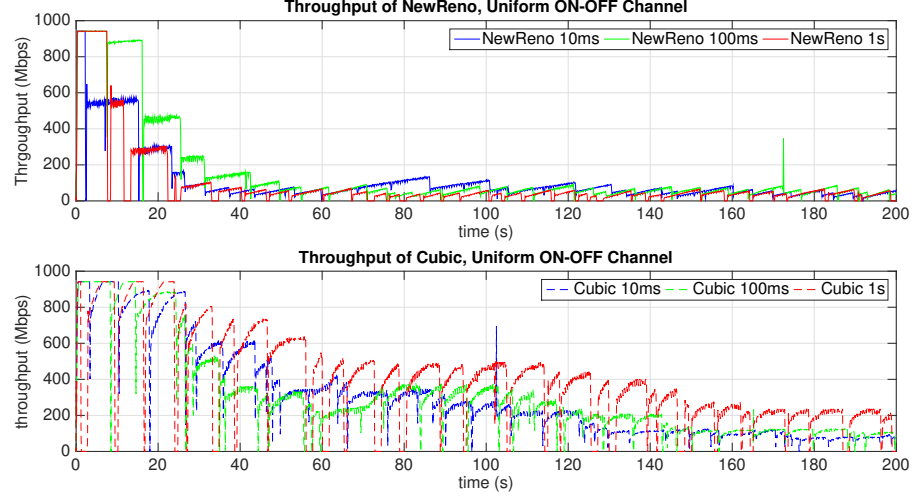 Throughput of NewReno, Uniform ON-OFF Channel
NewReno 10ms NewReno 100ms NewReno 1s
Thrgoughput (Mbps)
1000
800
600
400
200
0
0 20 40 60 80 100 120 140 160 180 200
time (s)
Throughput of Cubic, Uniform ON-OFF Channel
Cubic 10ms Cubic 100ms Cubic 1s
throughput (Mbps)
1000
800
600
400
200
0
0 20 40 60 80 100 120 140 160 180 200
time (s)